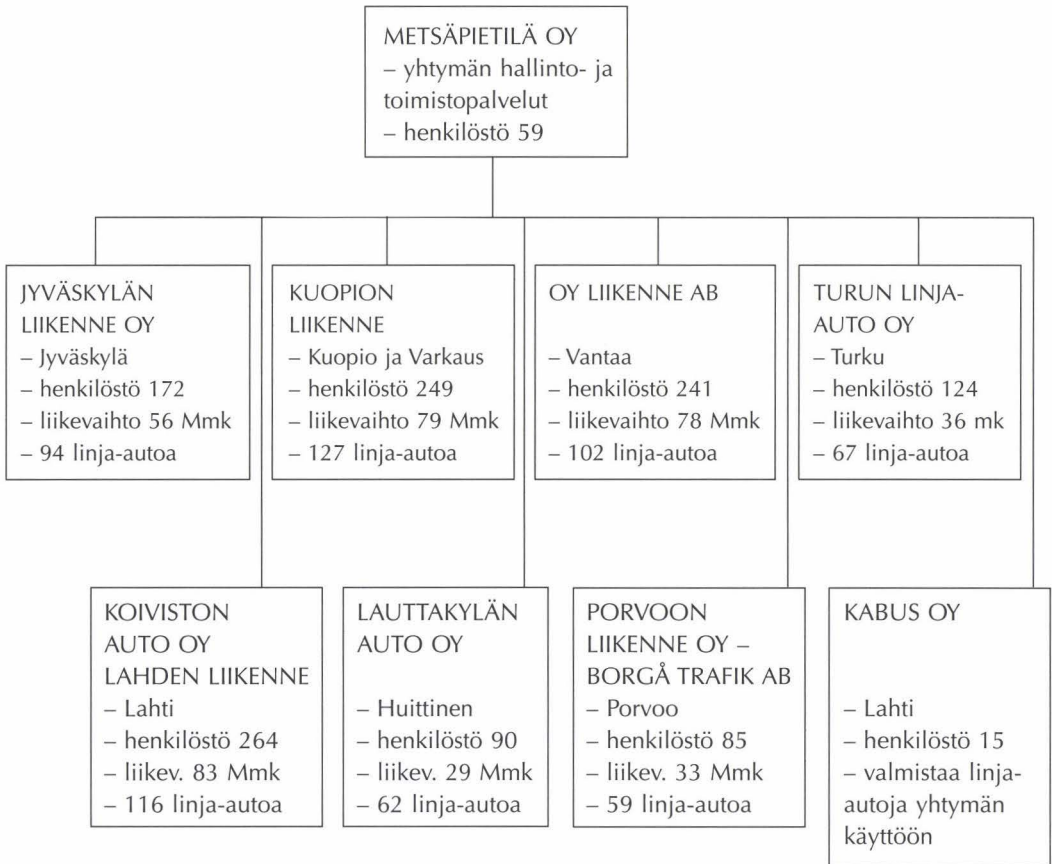 METSÄPIETILÄ OY
– yhtymän hallinto- ja
toimistopalvelut
– henkilöstö 59
JYVÄSKYLÄN
LIIKENNE OY
– Jyväskylä
– henkilöstö 172
– liikevaihto 56 Mmk
– 94 linja-autoa
KUOPION
LIIKENNE
– Kuopio ja Varkaus
– henkilöstö 249
– liikevaihto 79 Mmk
– 127 linja-autoa
OY LIIKENNE AB
– Vantaa
– henkilöstö 241
– liikevaihto 78 Mmk
– 102 linja-autoa
TURUN LINJA-
AUTO OY
– Turku
– henkilöstö 124
– liikevaihto 36 mk
– 67 linja-autoa
KOIVISTON
AUTO OY
LAHDEN LIIKENNE
– Lahti
– henkilöstö 264
– liikev. 83 Mmk
– 116 linja-autoa
LAUTTAKYLÄN
AUTO OY
– Huittinen
– henkilöstö 90
– liikev. 29 Mmk
– 62 linja-autoa
PORVOON
LIIKENNE OY –
BORGÅ TRAFIK AB
– Porvoo
– henkilöstö 85
– liikev. 33 Mmk
– 59 linja-autoa
KABUS OY
– Lahti
– henkilöstö 15
– valmistaa linja-
autoja yhtymän
käyttöön